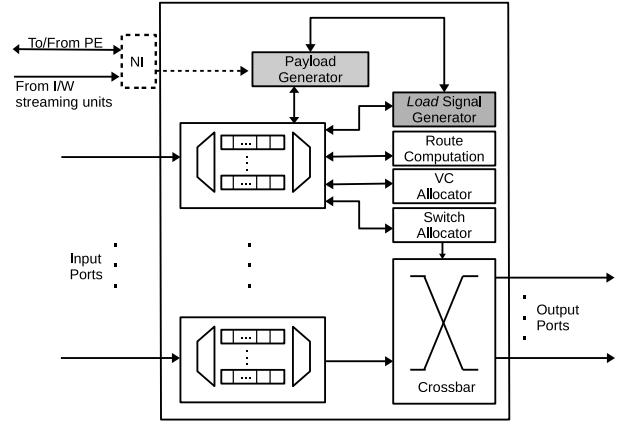 To/From PE
NI
From I/W
streaming units
Payload
Generator
Load Signal
Generator
Route
Computation
VC
Allocator
Switch
Allocator
...
...
Input
Ports
Output
Ports
...
...
Crossbar